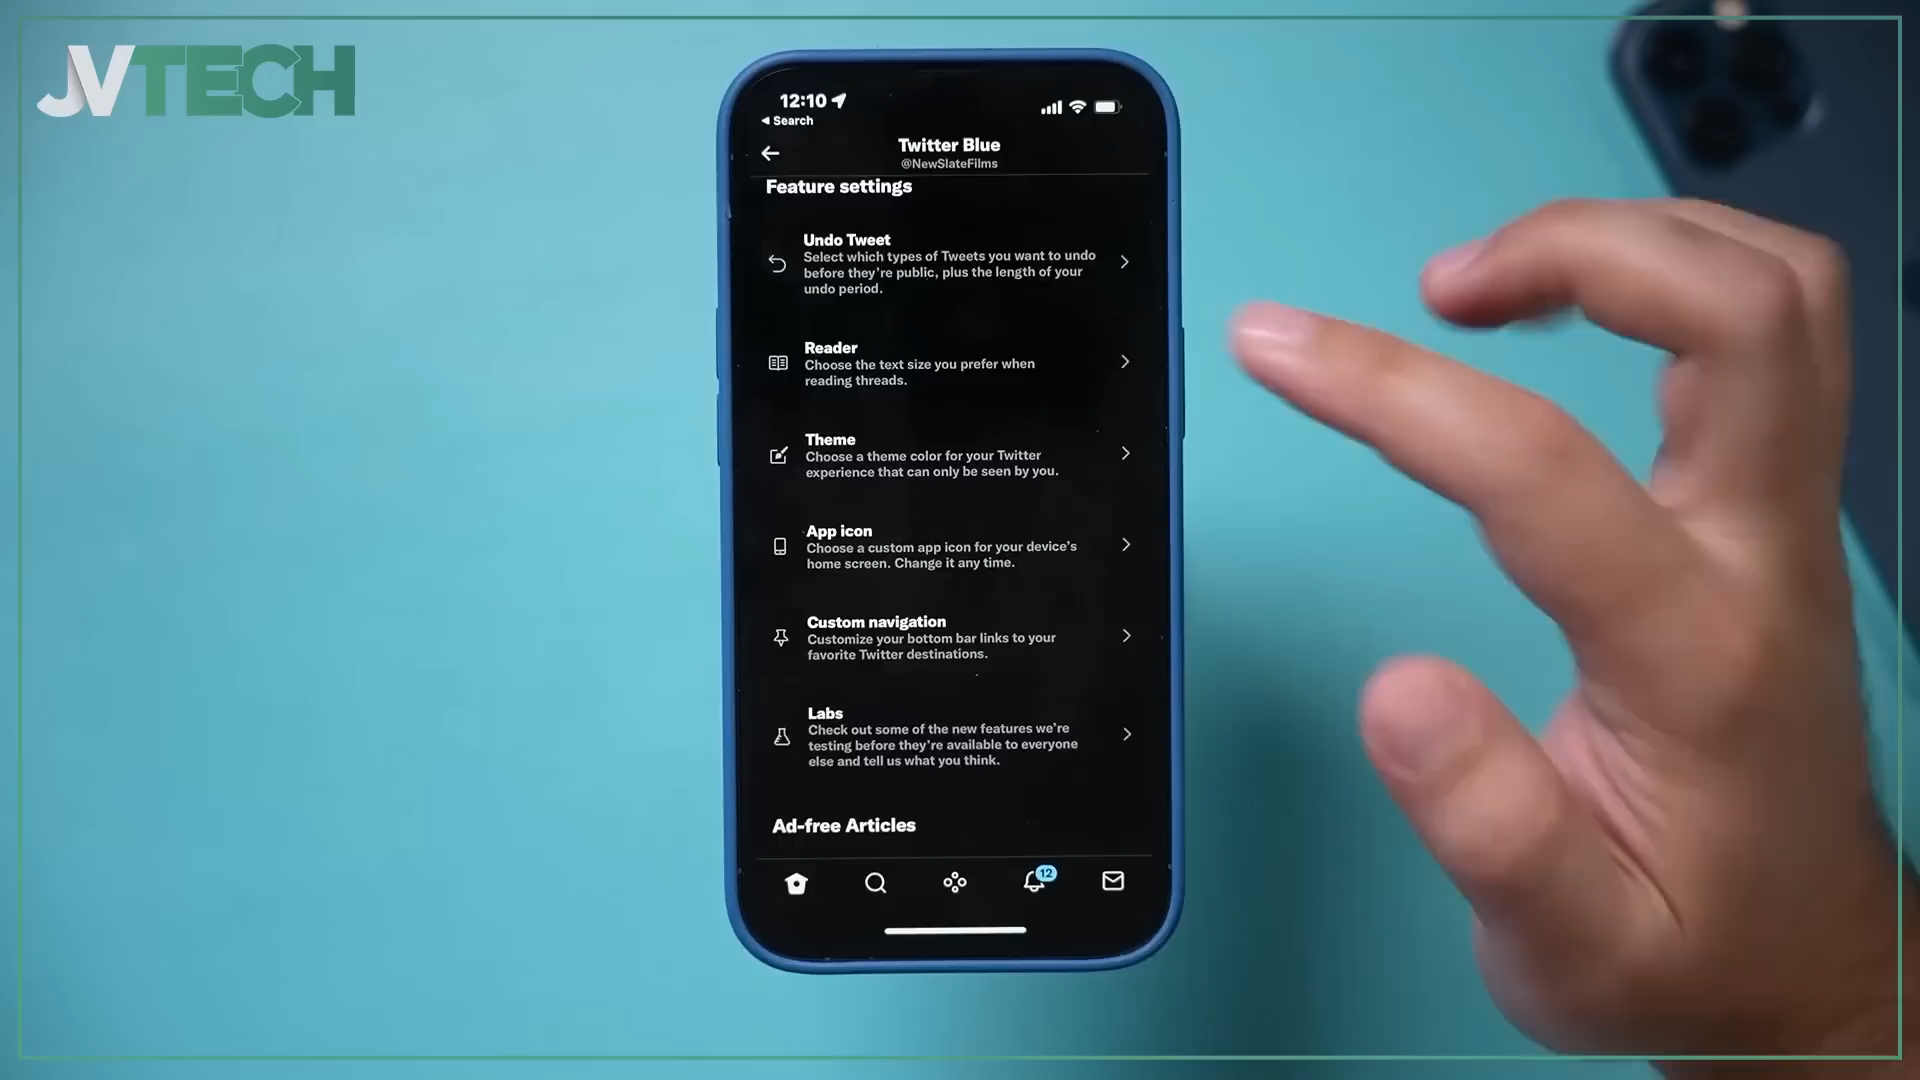 JVTECH
12:10
Search
Twitter Blue
@NewSlateFilms
Feature settings
Undo Tweet
Select which types of Tweets you want to undo
before they're public, plus the length of your
undo period.
Reader
Choose the text size you prefer when
reading threads.
Theme
Choose a theme color for your Twitter
experience that can only be seen by you.
App icon
Choose a custom app icon for your device's
home screen. Change it any time.
Custom navigation
Customize your bottom bar links to your
favorite Twitter destinations.
Labs
Check out some of the new features we're
testing before they're available to everyone
else and tell us what you think.
Ad-free Articles
12